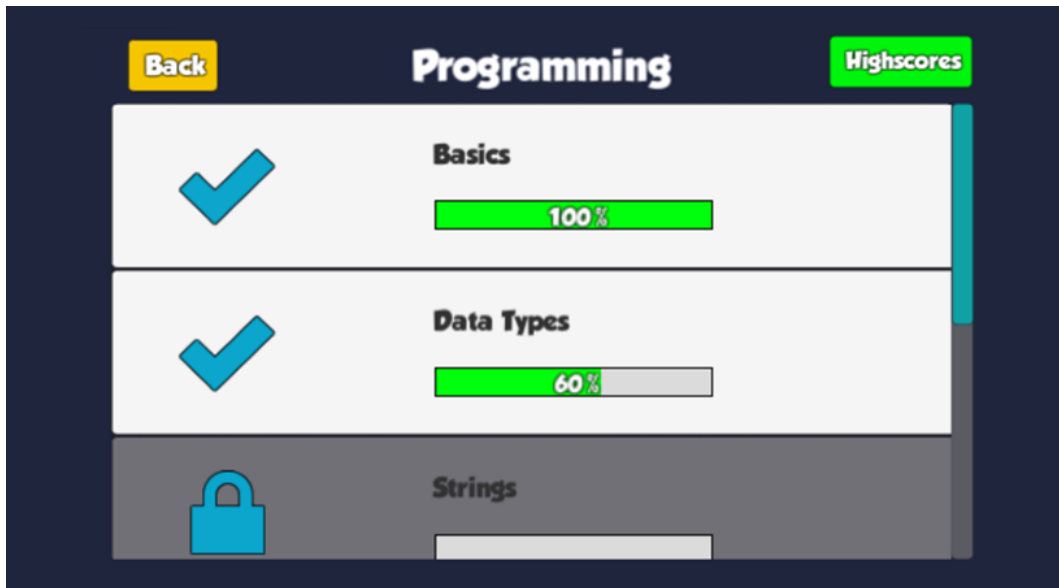 Back
Programming
Highscores
Basics
100%
Data Types
60%
Strings